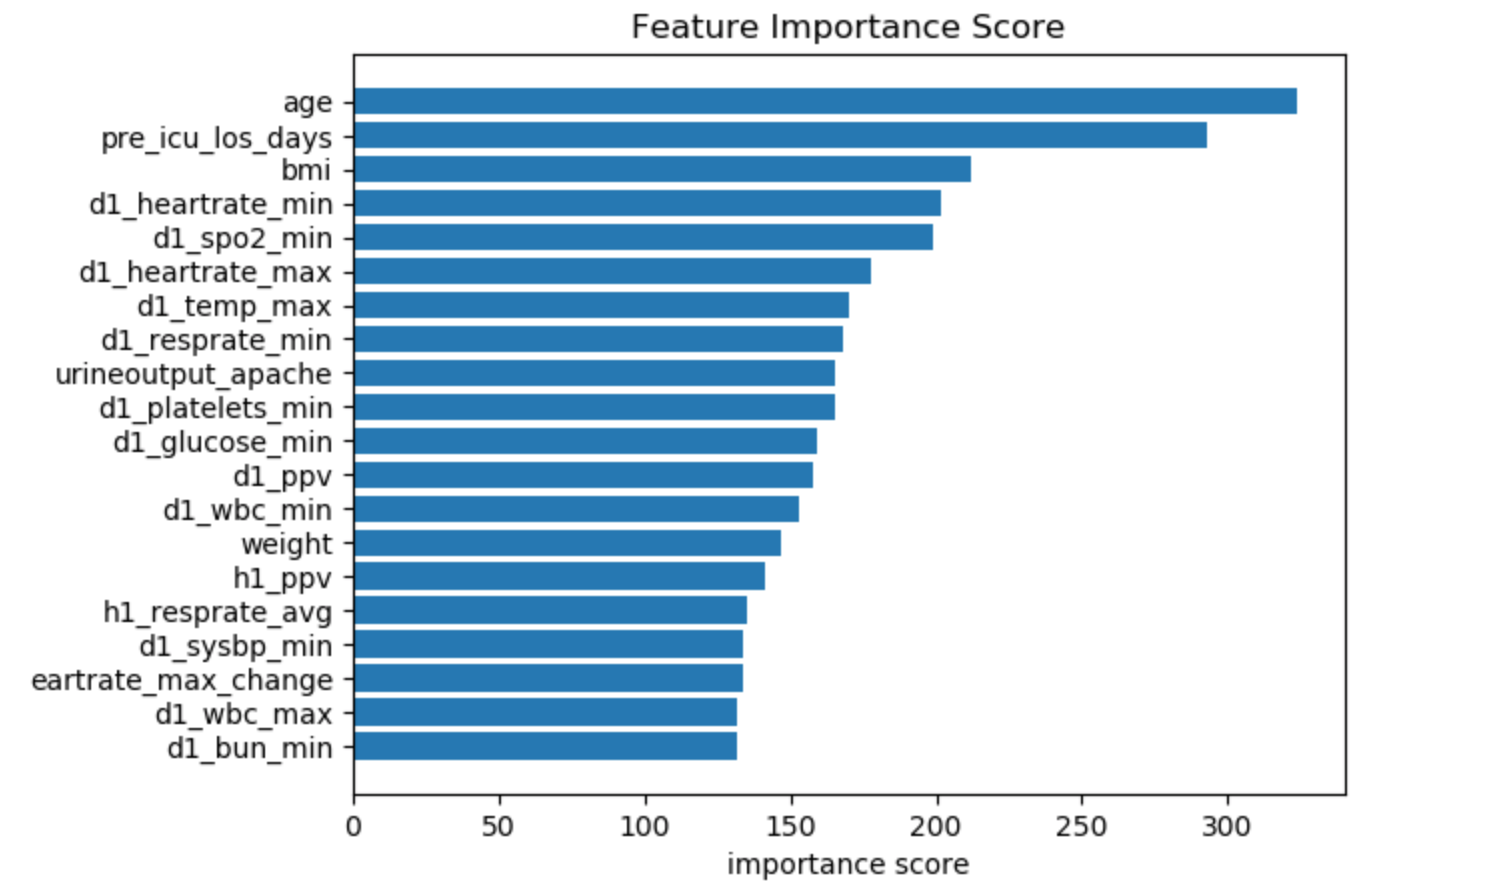 Feature Importance Score
age
pre_icu_los_days
bmi
d1_heartrate_min
d1_spo2_min
d1_heartrate_max
d1_temp_max
d1_resprate_min
urineoutput_apache
d1_platelets_min
d1_glucose_min
d1_ppv
d1_wbc_min
weight
h1_ppv
h1_resprate_avg
d1_sysbp_min
eartrate_max_change
d1_wbc_max
d1_bun_min
0 50 100 150 200 250 300
importance score